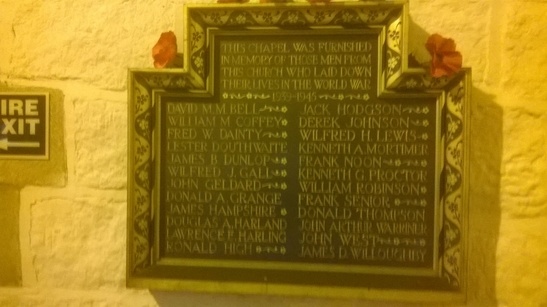 THIS CHAPEL WAS FURNISHED
IN MEMORY OF THOSE MEN FROM
THIS CHURCH WHO LAID DOWN
THEIR LIVES IN THE WORLD WAR
1939-1945
DAVID M.M. BELL
WILLIAM M COFFEY
FRED W. DAINTY
LESTER DOUTHWAITE
JAMES B. DUNLOP
WILFRED J. GALL
JOHN GELDARD
DONALD A. GRANGE
JAMES HAMPSHIRE
DOUGLAS A. HARLAND
LAWRENCE P. HARLING
RONALD HIGH
JACK HODGSON
DEREK JOHNSON
WILFRED H. LEWIS
KENNETH A. MORTIMER
FRANK NOON
KENNETH G. PROCTOR
WILLIAM ROBINSON
FRANK SENIOR
DONALD THOMPSON
JOHN ARTHUR WARRINER
JOHN WEST
JAMES D. WILLOUGHBY
IRE
EXIT